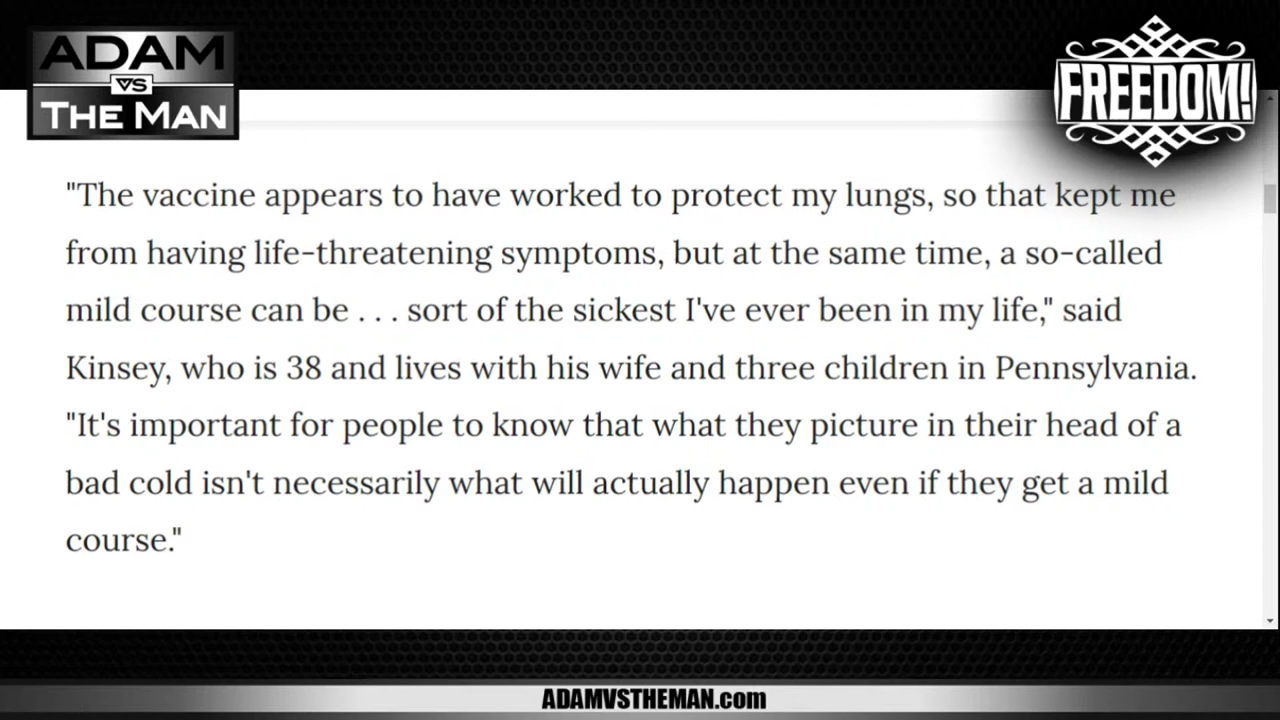 ADAM
VS
THE MAN
FREEDOM!
"The vaccine appears to have worked to protect my lungs, so that kept me
from having life-threatening symptoms, but at the same time, a so-called
mild course can be . . . sort of the sickest I've ever been in my life," said
Kinsey, who is 38 and lives with his wife and three children in Pennsylvania.
"It's important for people to know that what they picture in their head of a
bad cold isn't necessarily what will actually happen even if they get a mild
course."
ADAMVSTHEMAN.com